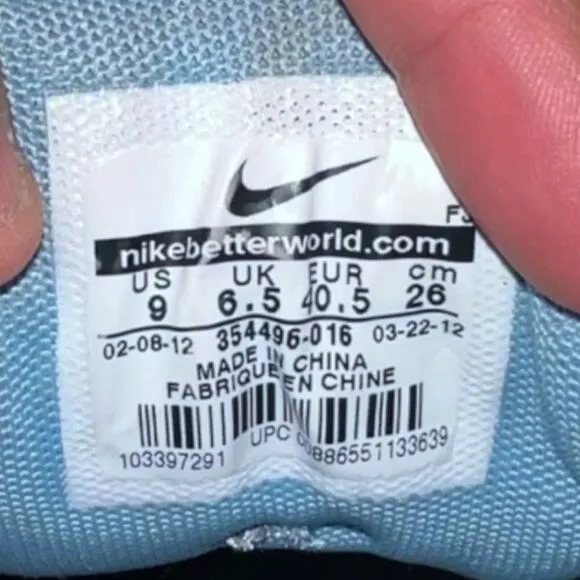 FJ
nikebetterworld.com
US UK EUR cm
9 6.5 40.5 26
02-08-12 354496-016 03-22-12
MADE IN CHINA
FABRIQUE EN CHINE
103397291 UPC 00886551133639